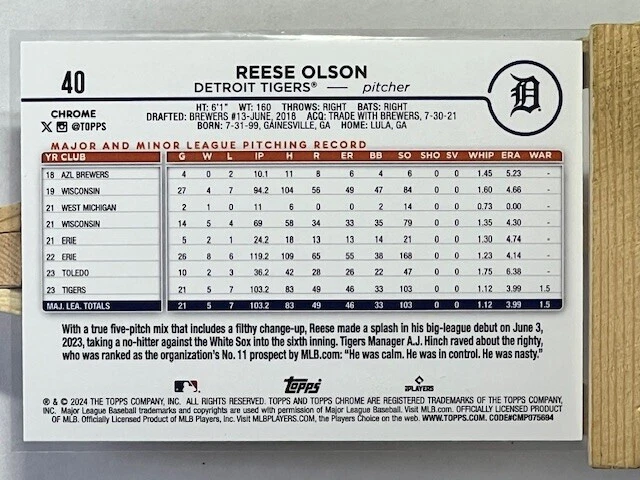 40
REESE OLSON
DETROIT TIGERS® — pitcher
CHROME
X @TOPPS
HT: 6'1" WT: 160 THROWS: RIGHT BATS: RIGHT
DRAFTED: BREWERS #13-JUNE, 2018 ACQ: TRADE WITH BREWERS, 7-30-21
BORN: 7-31-99, GAINESVILLE, GA HOME: LULA, GA
MAJOR AND MINOR LEAGUE PITCHING RECORD
YR CLUB G W L IP H R ER BB SO SHO SV WHIP ERA WAR
18 AZL BREWERS 4 0 2 10.1 11 8 6 4 6 0 0 1.45 5.23 -
19 WISCONSIN 27 4 7 94.2 104 56 49 47 84 0 0 1.60 4.66 -
21 WEST MICHIGAN 2 1 0 11 6 0 0 2 14 0 0 0.73 0.00 -
21 WISCONSIN 14 5 4 69 58 34 33 35 79 0 0 1.35 4.30 -
21 ERIE 5 2 1 24.2 18 13 13 14 21 0 0 1.30 4.74 -
22 ERIE 26 8 6 119.2 109 65 55 38 168 0 0 1.23 4.14 -
23 TOLEDO 10 2 3 36.2 42 28 26 22 47 0 0 1.75 6.38 -
23 TIGERS 21 5 7 103.2 83 49 46 33 103 0 0 1.12 3.99 1.5
MAJ. LEA. TOTALS 21 5 7 103.2 83 49 46 33 103 0 0 1.12 3.99 1.5
With a true five-pitch mix that includes a filthy change-up, Reese made a splash in his big-league debut on June 3,
2023, taking a no-hitter against the White Sox into the sixth inning. Tigers Manager A.J. Hinch raved about the righty,
who was ranked as the organization's No. 11 prospect by MLB.com: "He was calm. He was in control. He was nasty."
topps
PLAYERS
® & © 2024 THE TOPPS COMPANY, INC. ALL RIGHTS RESERVED. TOPPS AND TOPPS CHROME ARE REGISTERED TRADEMARKS OF THE TOPPS COMPANY,
INC. Major League Baseball trademarks and copyrights are used with permission of Major League Baseball. Visit MLB.com. OFFICIALLY LICENSED PRODUCT
OF MLB. Officially Licensed Product of MLB Players, Inc. Visit MLBPLAYERS.COM, the Players Choice on the web. WWW.TOPPS.COM. CODE#CMP075694